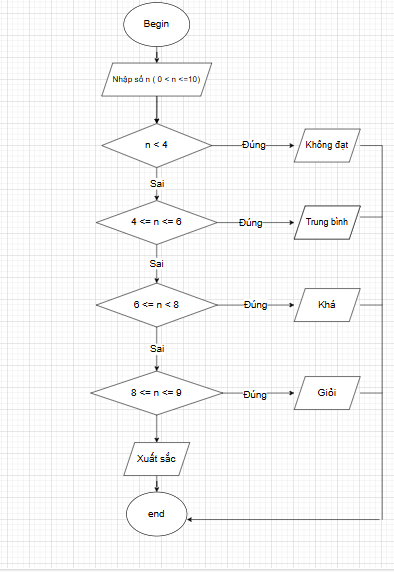 Begin
Nhập số n ( 0 < n <=10)
n < 4
Đúng
Không đạt
Sai
4 <= n <= 6
Đúng
Trung bình
Sai
6 <= n < 8
Đúng
Khá
Sai
8 <= n <= 9
Đúng
Giỏi
Xuất sắc
end